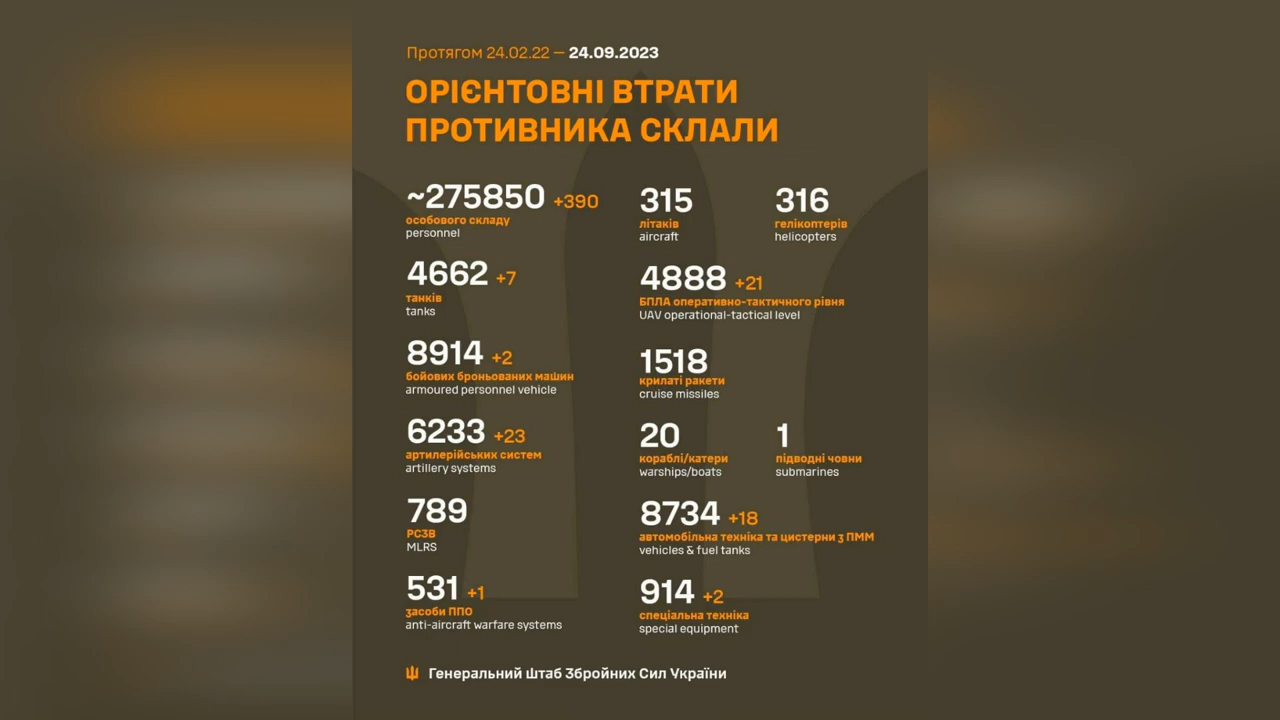 Протягом 24.02.22 — 24.09.2023
ОРІЄНТОВНІ ВТРАТИ
ПРОТИВНИКА СКЛАЛИ
~275850 +390
особового складу
personnel
315
літаків
aircraft
316
гелікоптерів
helicopters
4662 +7
танків
tanks
4888 +21
БПЛА оперативно-тактичного рівня
UAV operational-tactical level
8914 +2
бойових броньованих машин
armoured personnel vehicle
1518
крилаті ракети
cruise missiles
6233 +23
артилерійських систем
artillery systems
20
кораблі/катери
warships/boats
1
підводні човни
submarines
789
РСЗВ
MLRS
8734 +18
автомобільна техніка та цистерни з ПММ
vehicles & fuel tanks
531 +1
засоби ППО
anti-aircraft warfare systems
914 +2
спеціальна техніка
special equipment
Генеральний штаб Збройних Сил України